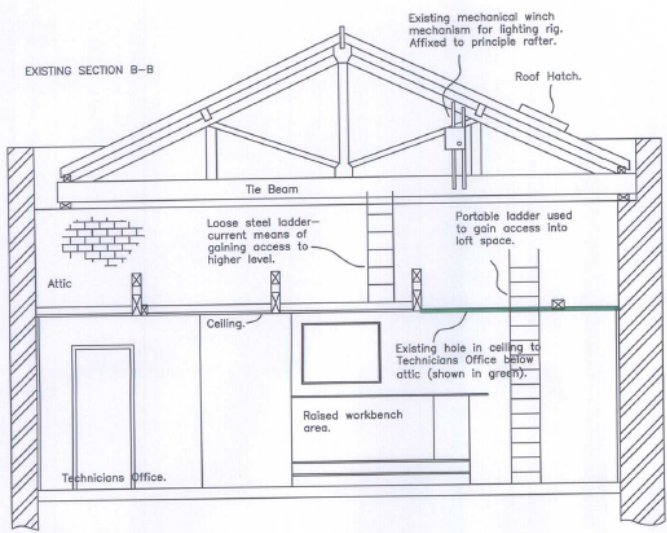 Existing mechanical winch
mechanism for lighting rig.
Affixed to principle rafter.
EXISTING SECTION B-B
Roof Hatch.
Tie Beam
Loose steel ladder-
current means of
gaining access to
higher level.
Portable ladder used
to gain access into
loft space.
Attic
Ceiling.
Existing hole in ceiling to
Technicians Office below
attic (shown in green).
Raised workbench
area.
Technicians Office.